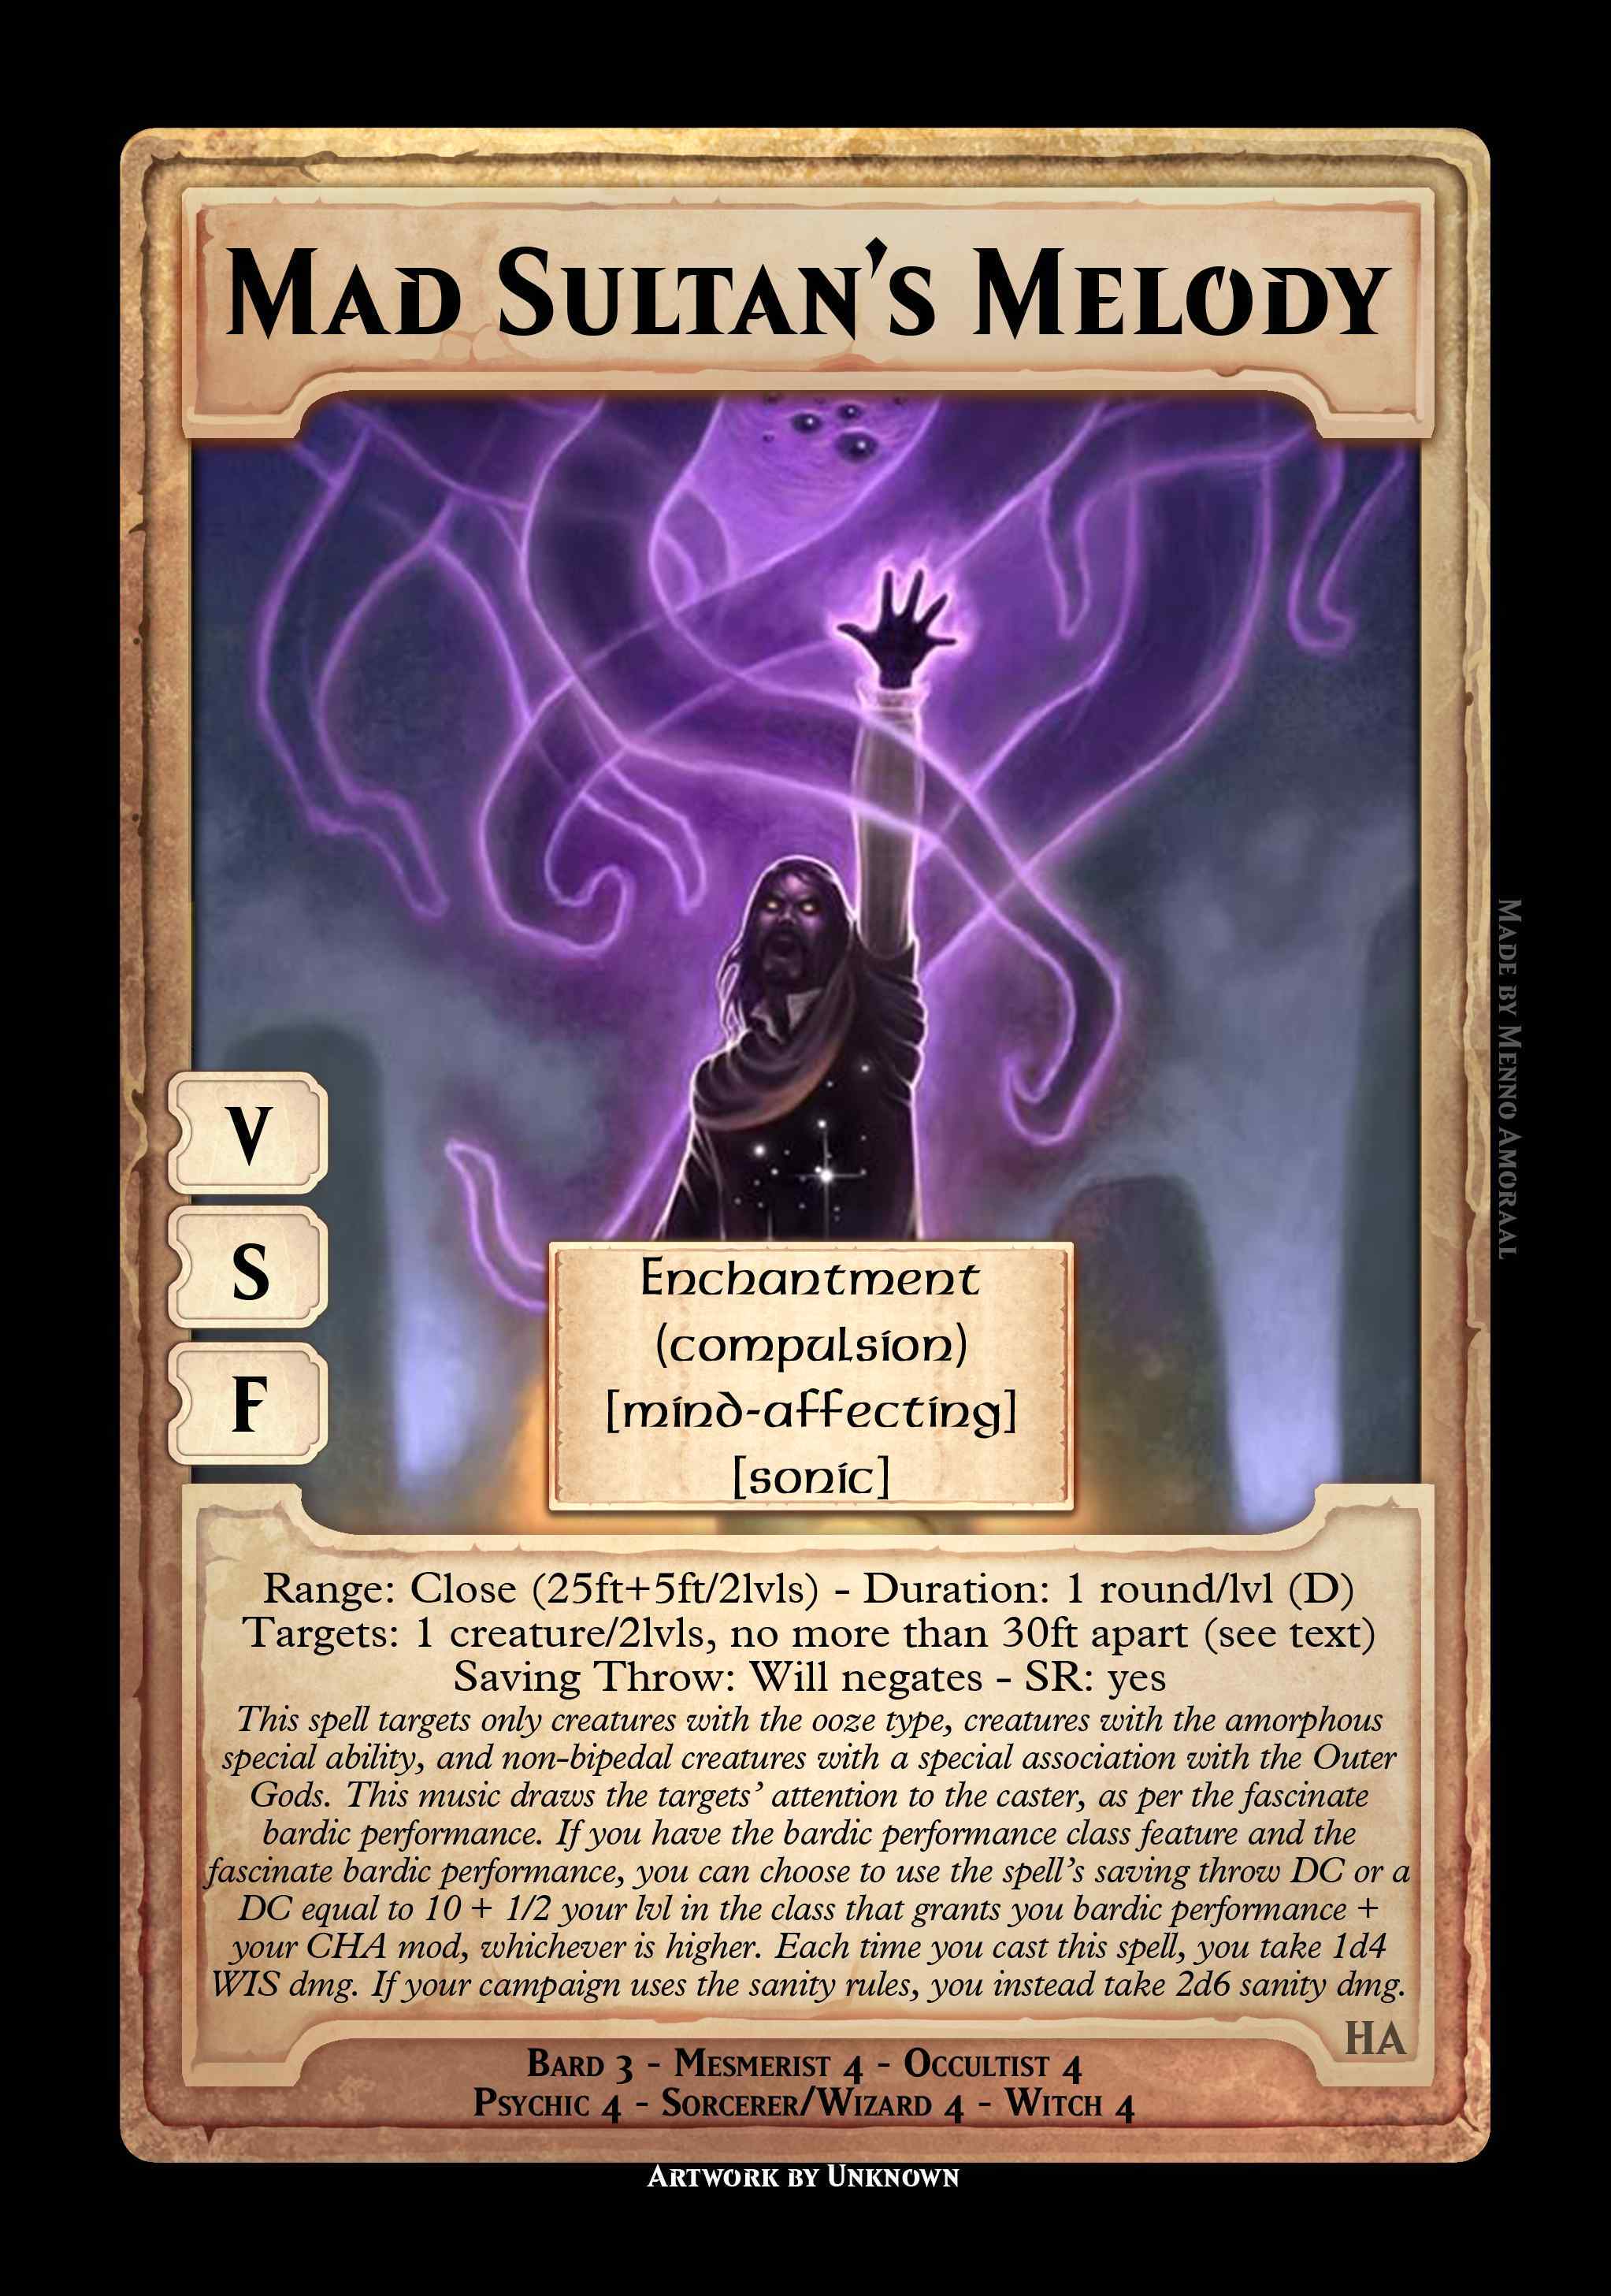 Mad Sultan's Melody
Made by Menno Amoraal
V
S
F
Enchantment
(compulsion)
[mind-affecting]
[sonic]
Range: Close (25ft+5ft/2lvls) - Duration: 1 round/lvl (D)
Targets: 1 creature/2lvls, no more than 30ft apart (see text)
Saving Throw: Will negates - SR: yes
This spell targets only creatures with the ooze type, creatures with the amorphous
special ability, and non-bipedal creatures with a special association with the Outer
Gods. This music draws the targets' attention to the caster, as per the fascinate
bardic performance. If you have the bardic performance class feature and the
fascinate bardic performance, you can choose to use the spell's saving throw DC or a
DC equal to 10 + 1/2 your lvl in the class that grants you bardic performance +
your CHA mod, whichever is higher. Each time you cast this spell, you take 1d4
WIS dmg. If your campaign uses the sanity rules, you instead take 2d6 sanity dmg.
HA
Bard 3 - Mesmerist 4 - Occultist 4
Psychic 4 - Sorcerer/Wizard 4 - Witch 4
Artwork by Unknown